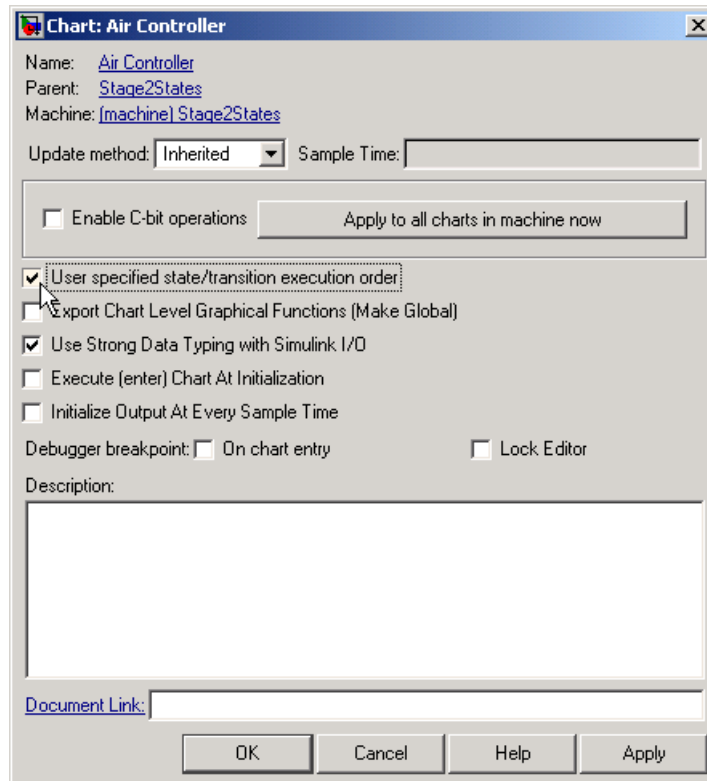 Chart: Air Controller
Name: Air Controller
Parent: Stage2States
Machine: (machine) Stage2States
Update method: Inherited Sample Time:
Enable C-bit operations Apply to all charts in machine now
User specified state/transition execution order
Export Chart Level Graphical Functions (Make Global)
Use Strong Data Typing with Simulink I/O
Execute (enter) Chart At Initialization
Initialize Output At Every Sample Time
Debugger breakpoint: On chart entry Lock Editor
Description:
Document Link:
OK Cancel Help Apply